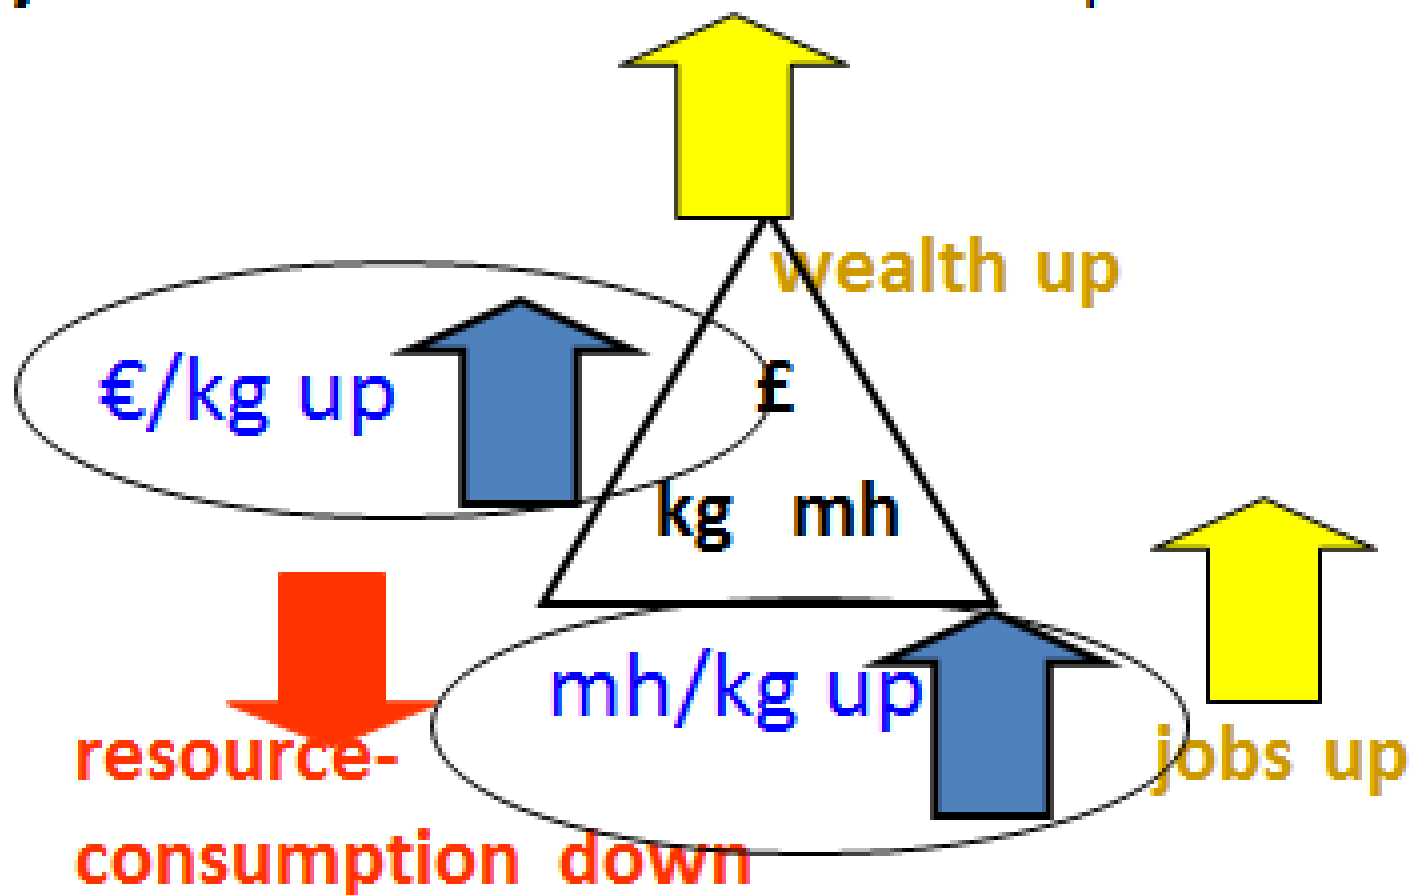 wealth up
€/kg up
£
kg mh
mh/kg up
resource-
jobs up
consumption down